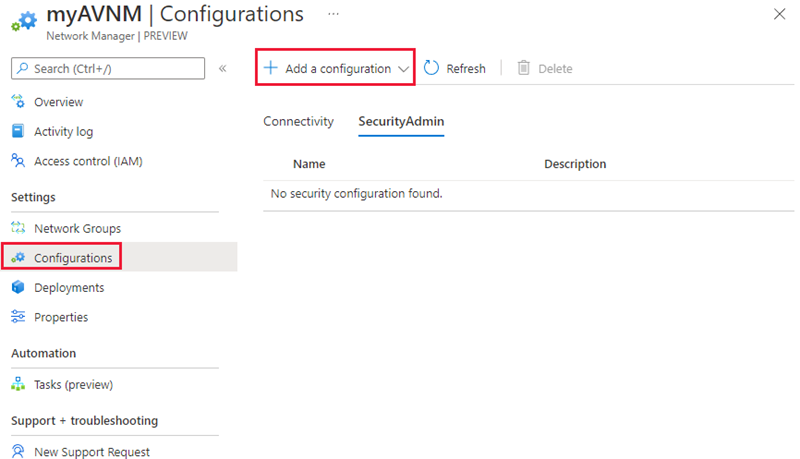 myAVNM | Configurations ...
Network Manager | PREVIEW
Search (Ctrl+/)
«
Add a configuration
Refresh
Delete
Overview
Activity log
Access control (IAM)
Settings
Network Groups
Configurations
Deployments
Properties
Automation
Tasks (preview)
Support + troubleshooting
New Support Request
Connectivity
SecurityAdmin
Name Description
No security configuration found.